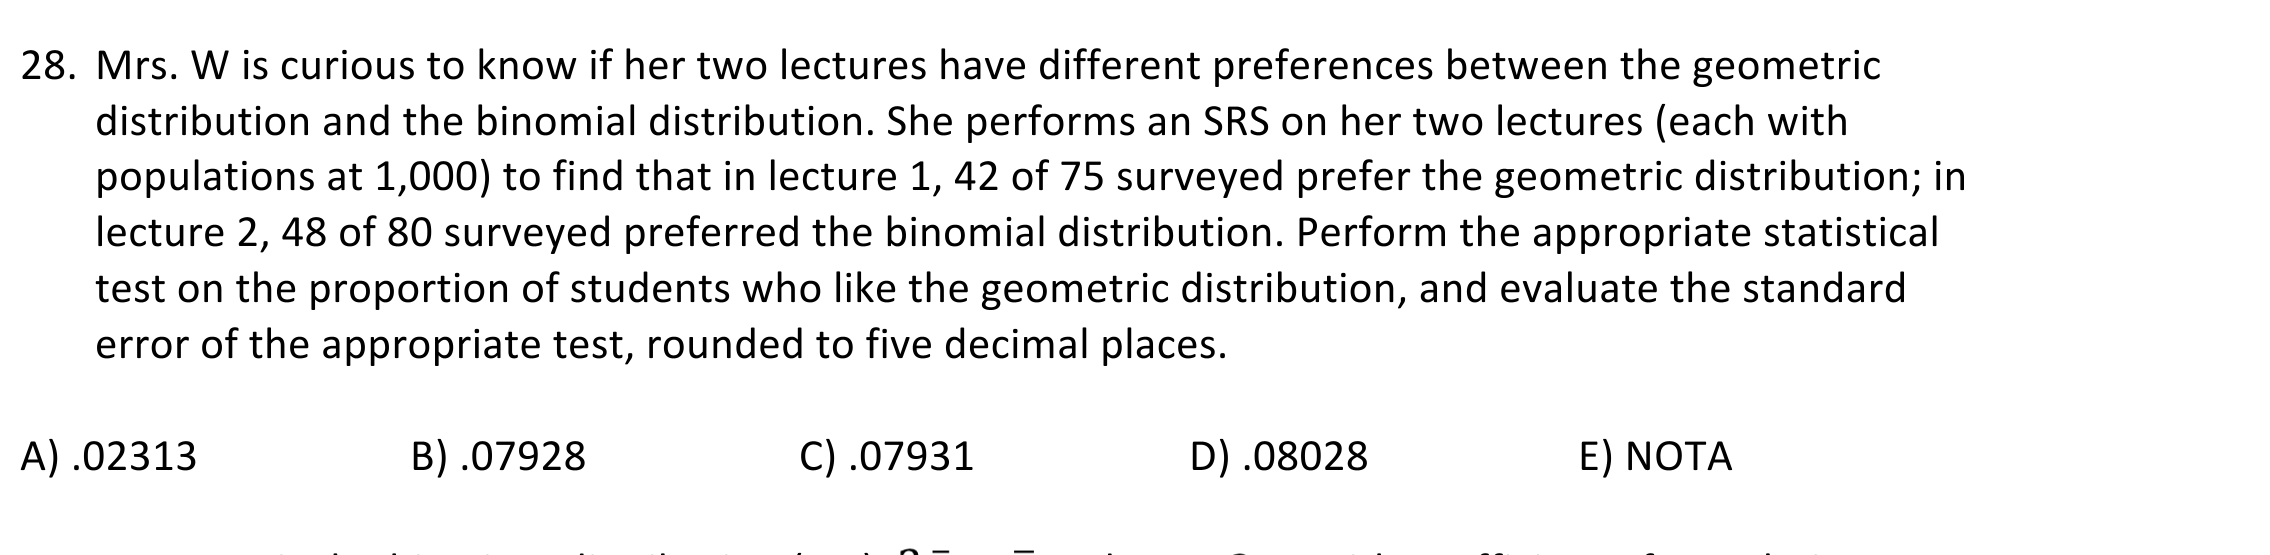 28. Mrs. W is curious to know if her two lectures have different preferences between the geometric
distribution and the binomial distribution. She performs an SRS on her two lectures (each with
populations at 1,000) to find that in lecture 1, 42 of 75 surveyed prefer the geometric distribution; in
lecture 2, 48 of 80 surveyed preferred the binomial distribution. Perform the appropriate statistical
test on the proportion of students who like the geometric distribution, and evaluate the standard
error of the appropriate test, rounded to five decimal places.
A) .02313 B) .07928 C) .07931 D) .08028 E) NOTA